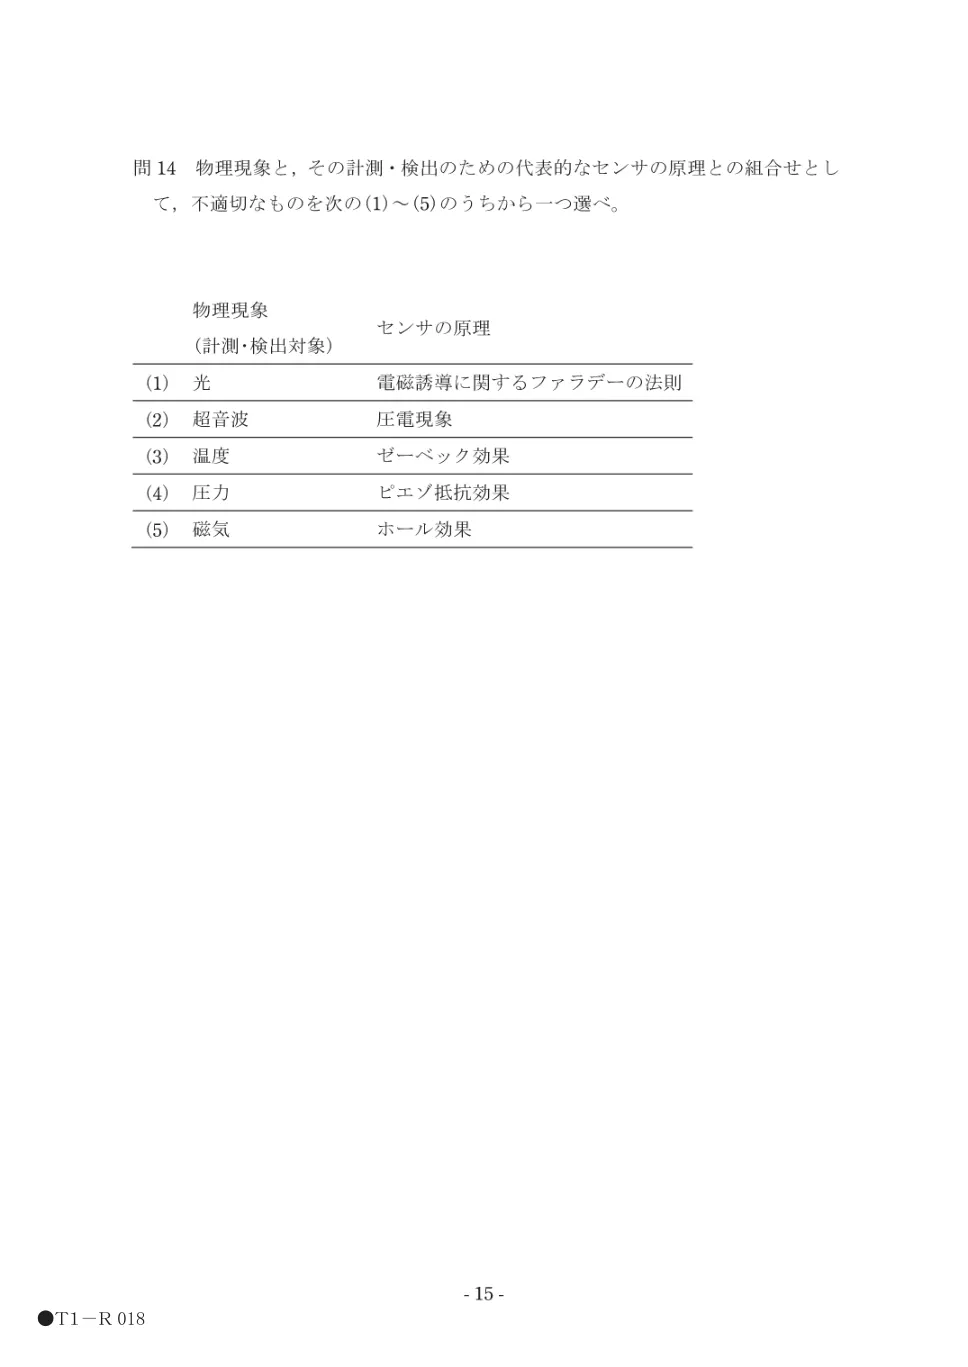 問 14　物理現象と，その計測・検出のための代表的なセンサの原理との組合せとし
て，不適切なものを次の(1)～(5)のうちから一つ選べ。
物理現象
(計測・検出対象)
センサの原理
(1)　光　電磁誘導に関するファラデーの法則
(2)　超音波　圧電現象
(3)　温度　ゼーベック効果
(4)　圧力　ピエゾ抵抗効果
(5)　磁気　ホール効果
- 15 -
●T1－R 018